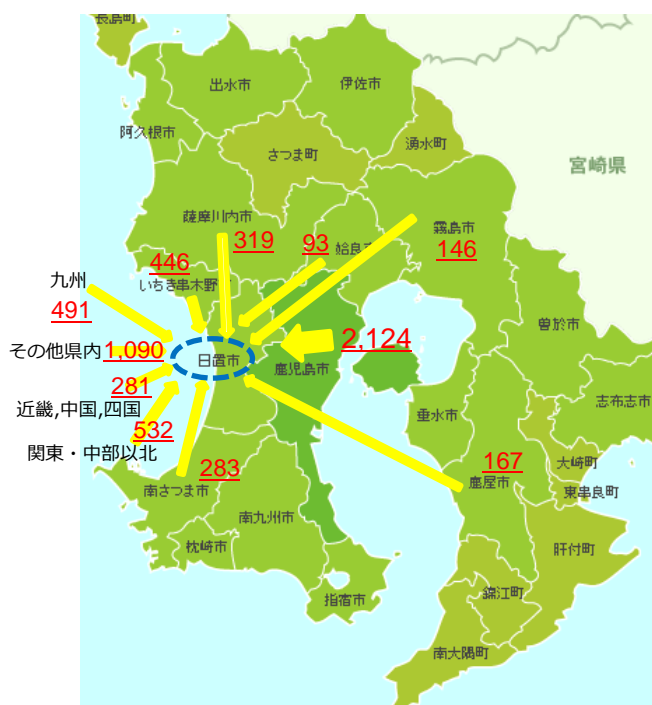 長島町
出水市
伊佐市
阿久根市
湧水町
さつま町
宮崎県
薩摩川内市
霧島市
319
93
姶良
146
446
九州
いちき串木野
491
曽於市
2,124
その他県内
1,090
日置市
鹿児島市
281
志布志市
近畿,中国,四国
垂水市
532
関東・中部以北
283
167
大崎町
南さつま市
鹿屋市
東串良町
南九州市
枕崎市
肝付町
錦江町
指宿市
南大隅町